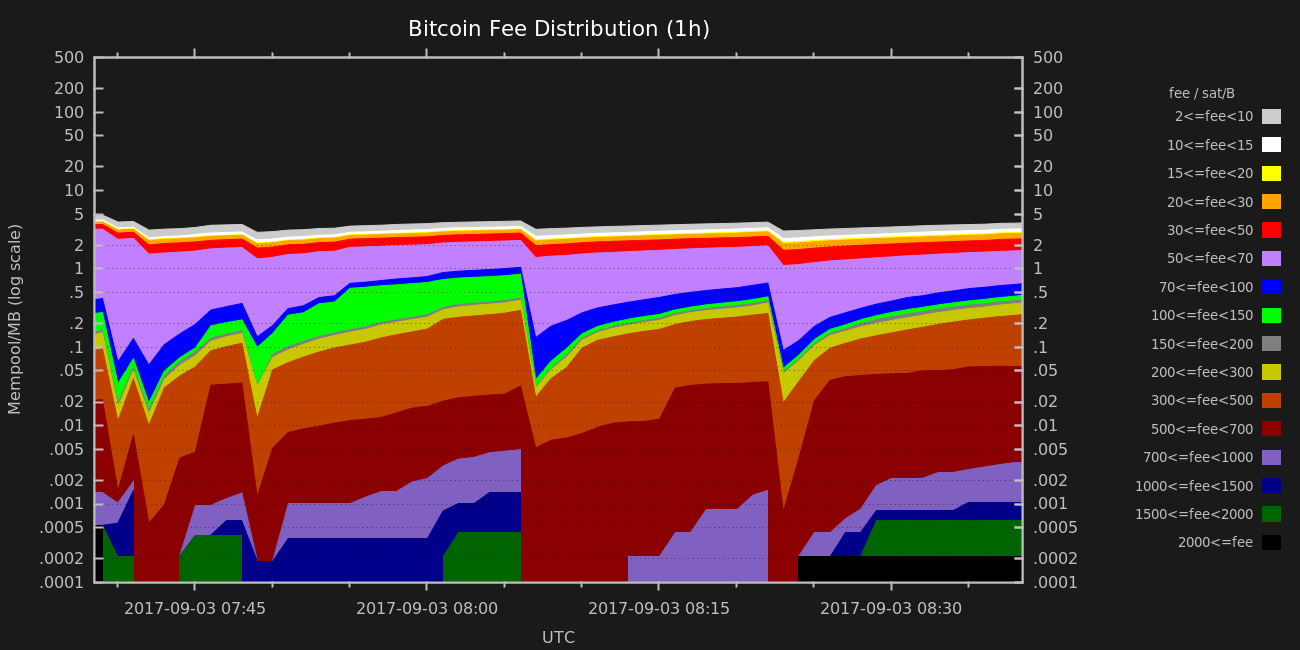 Bitcoin Fee Distribution (1h)
500
200
100
50
20
10
5
2
1
.5
.2
.1
.05
.02
.01
.005
.002
.001
.0005
.0002
.0001
Mempool/MB (log scale)
500
200
100
50
20
10
5
2
1
.5
.2
.1
.05
.02
.01
.005
.002
.001
.0005
.0002
.0001
2017-09-03 07:45
2017-09-03 08:00
2017-09-03 08:15
2017-09-03 08:30
UTC
fee / sat/B
2<=fee<10
10<=fee<15
15<=fee<20
20<=fee<30
30<=fee<50
50<=fee<70
70<=fee<100
100<=fee<150
150<=fee<200
200<=fee<300
300<=fee<500
500<=fee<700
700<=fee<1000
1000<=fee<1500
1500<=fee<2000
2000<=fee